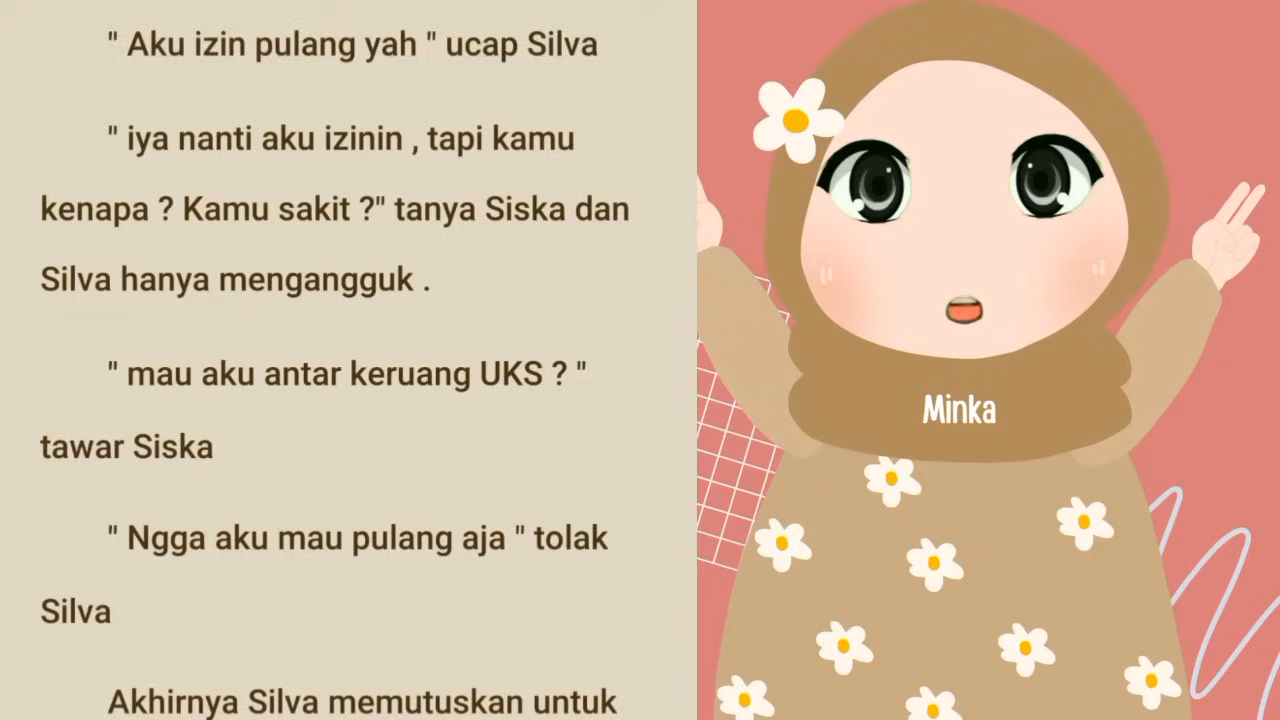 " Aku izin pulang yah " ucap Silva
" iya nanti aku izinin , tapi kamu
kenapa ? Kamu sakit ?" tanya Siska dan
Silva hanya mengangguk .
" mau aku antar keruang UKS ? "
tawar Siska
" Ngga aku mau pulang aja " tolak
Silva
Akhirnya Silva memutuskan untuk
Minka